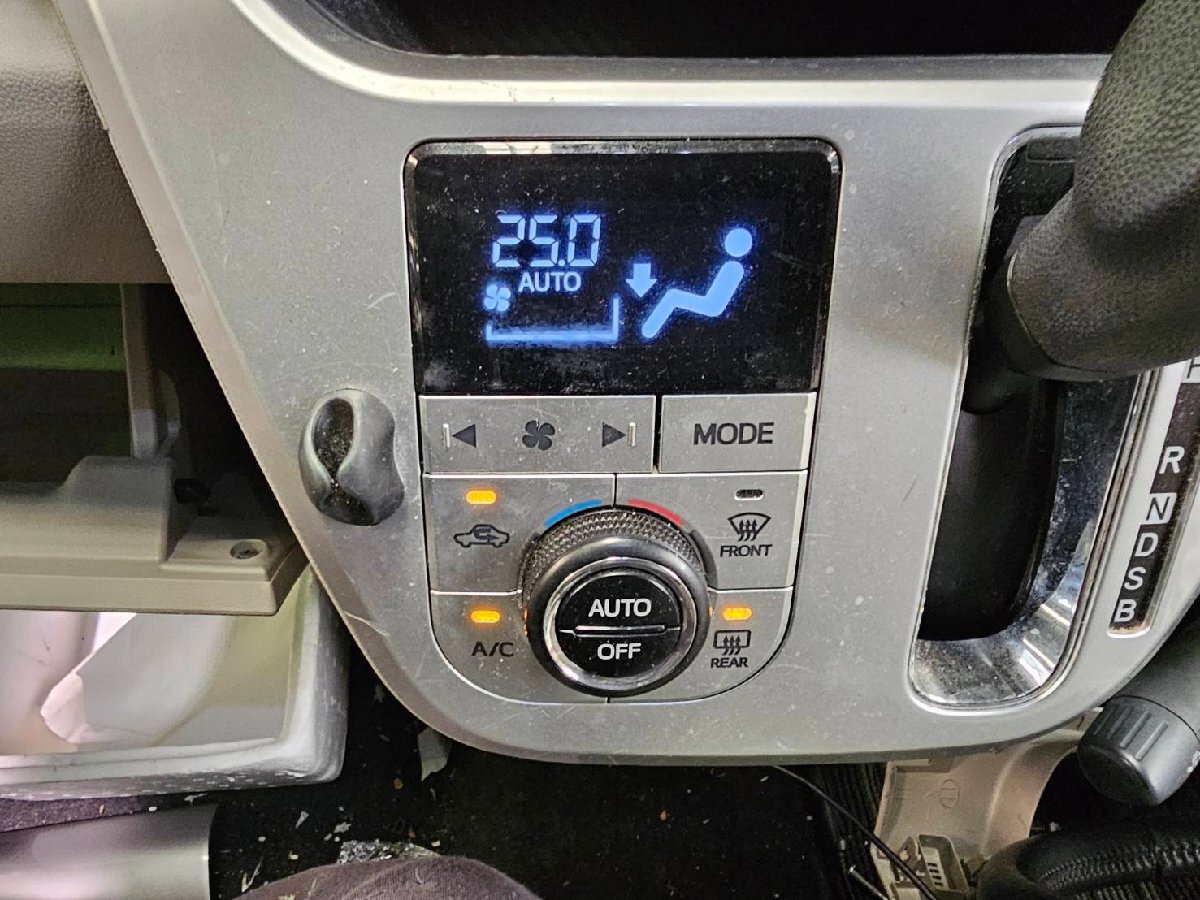 25.0
AUTO
MODE
FRONT
AUTO
A/C
OFF
REAR
R
N
D
S
B